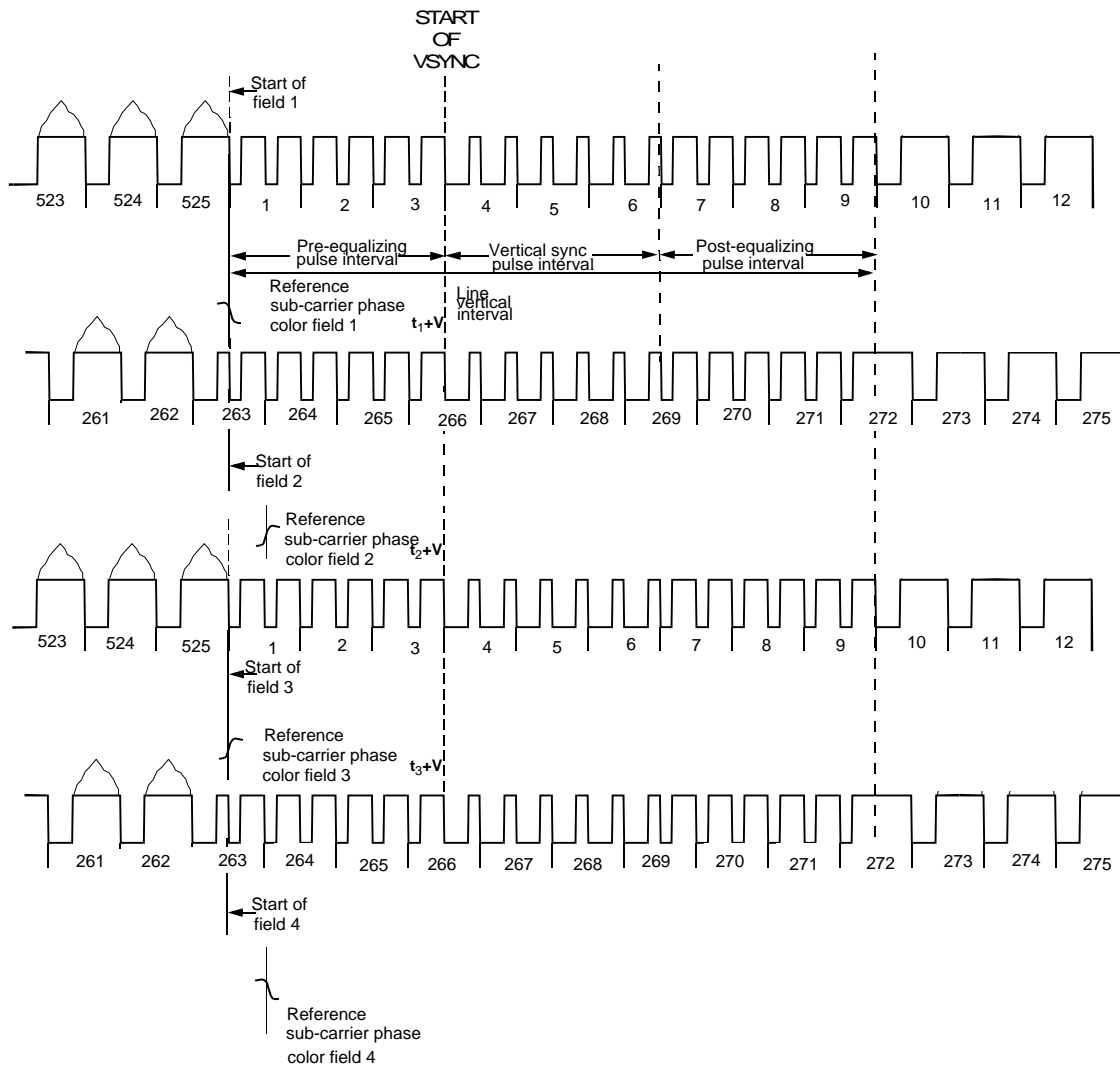 START
OF
VSYNC
Start of
field 1
523 524 525 1 2 3 4 5 6 7 8 9 10 11 12
Pre-equalizing
pulse interval
Vertical sync
pulse interval
Post-equalizing
pulse interval
Reference
sub-carrier phase
color field 1
t1+V
Line
vertical
interval
261 262 263 264 265 266 267 268 269 270 271 272 273 274 275
Start of
field 2
Reference
sub-carrier phase
color field 2
t2+V
523 524 525 1 2 3 4 5 6 7 8 9 10 11 12
Start of
field 3
Reference
sub-carrier phase
color field 3
t3+V
261 262 263 264 265 266 267 268 269 270 271 272 273 274 275
Start of
field 4
Reference
sub-carrier phase
color field 4